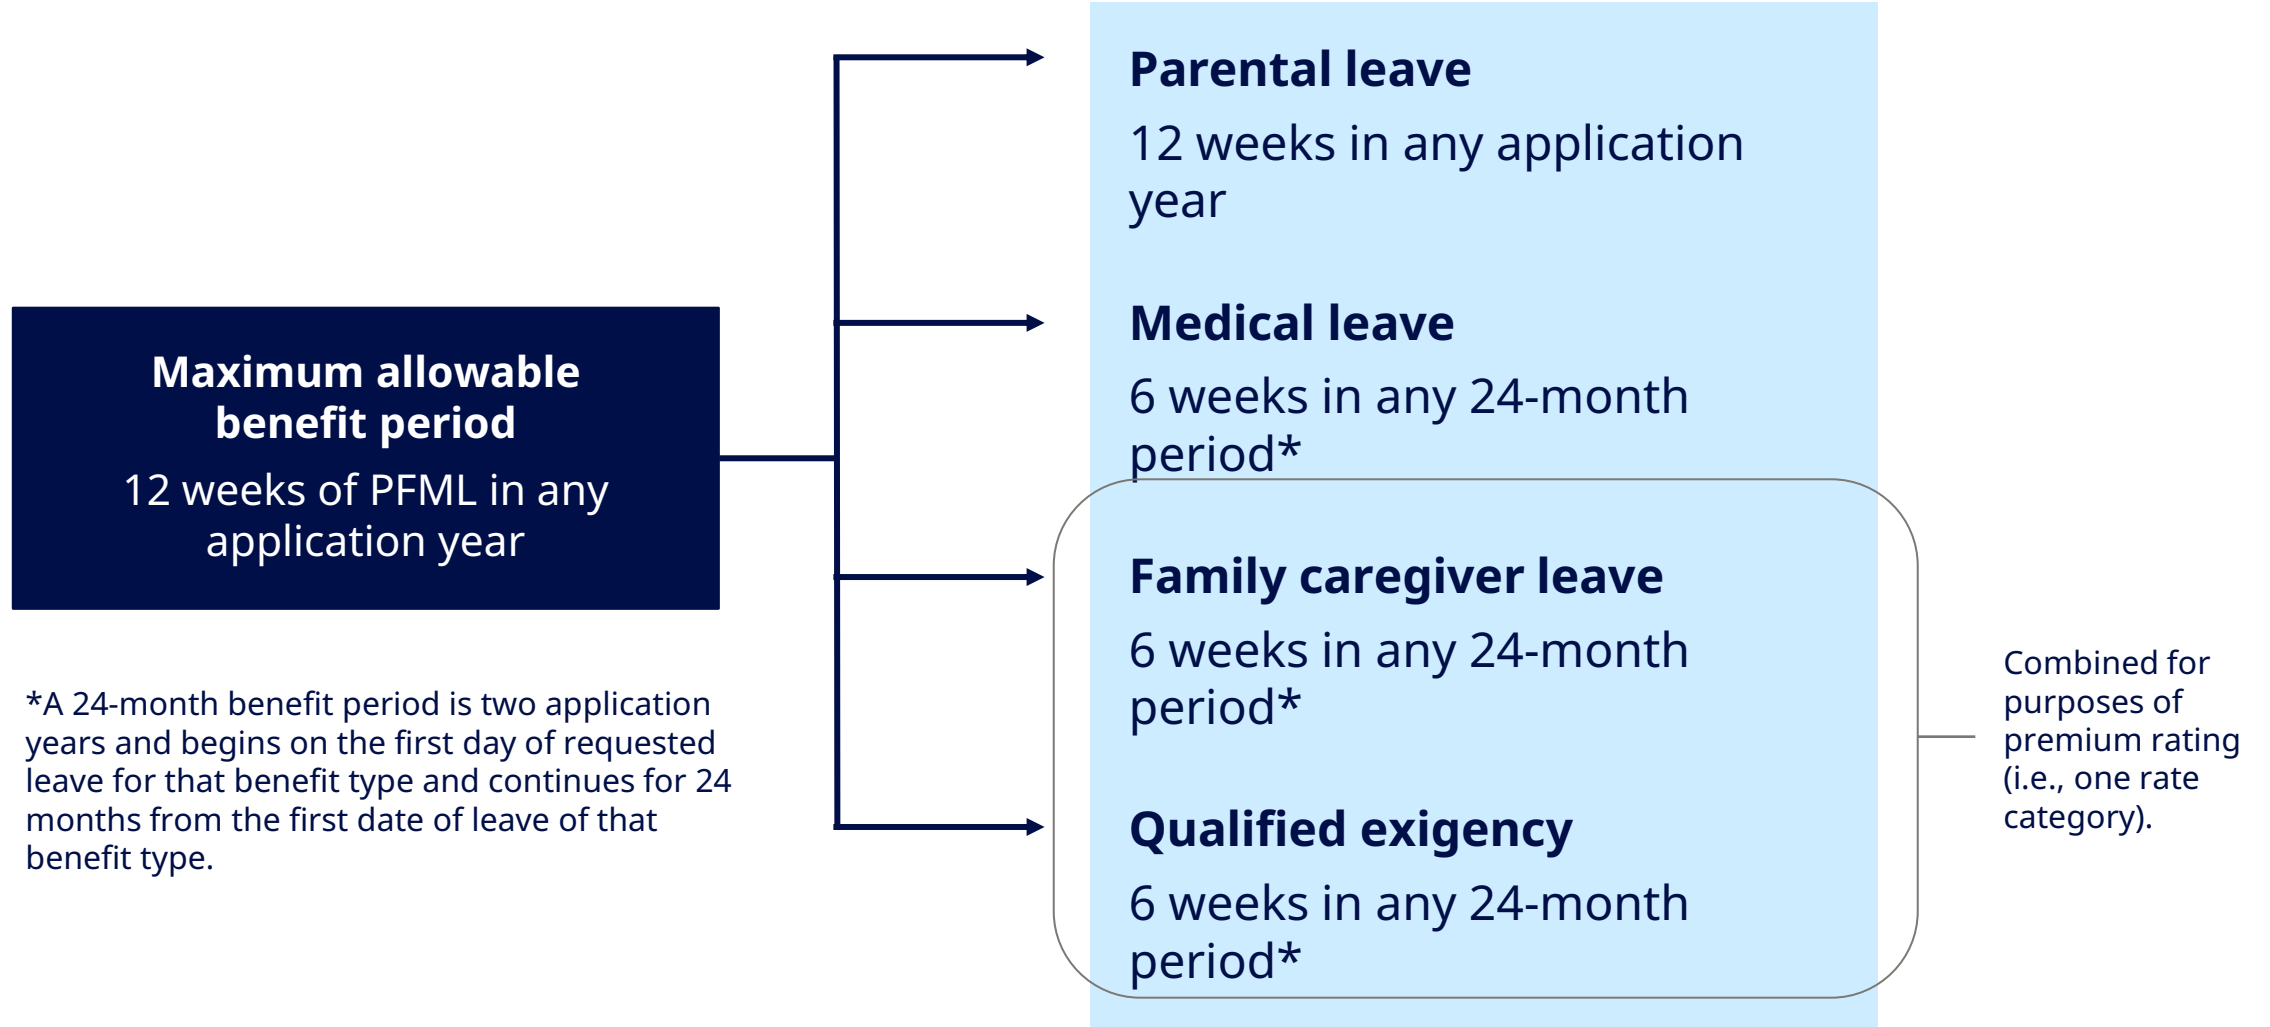 Maximum allowable
benefit period
12 weeks of PFML in any
application year
*A 24-month benefit period is two application
years and begins on the first day of requested
leave for that benefit type and continues for 24
months from the first date of leave of that
benefit type.
Parental leave
12 weeks in any application
year
Medical leave
6 weeks in any 24-month
period*
Family caregiver leave
6 weeks in any 24-month
period*
Qualified exigency
6 weeks in any 24-month
period*
Combined for
purposes of
premium rating
(i.e., one rate
category).